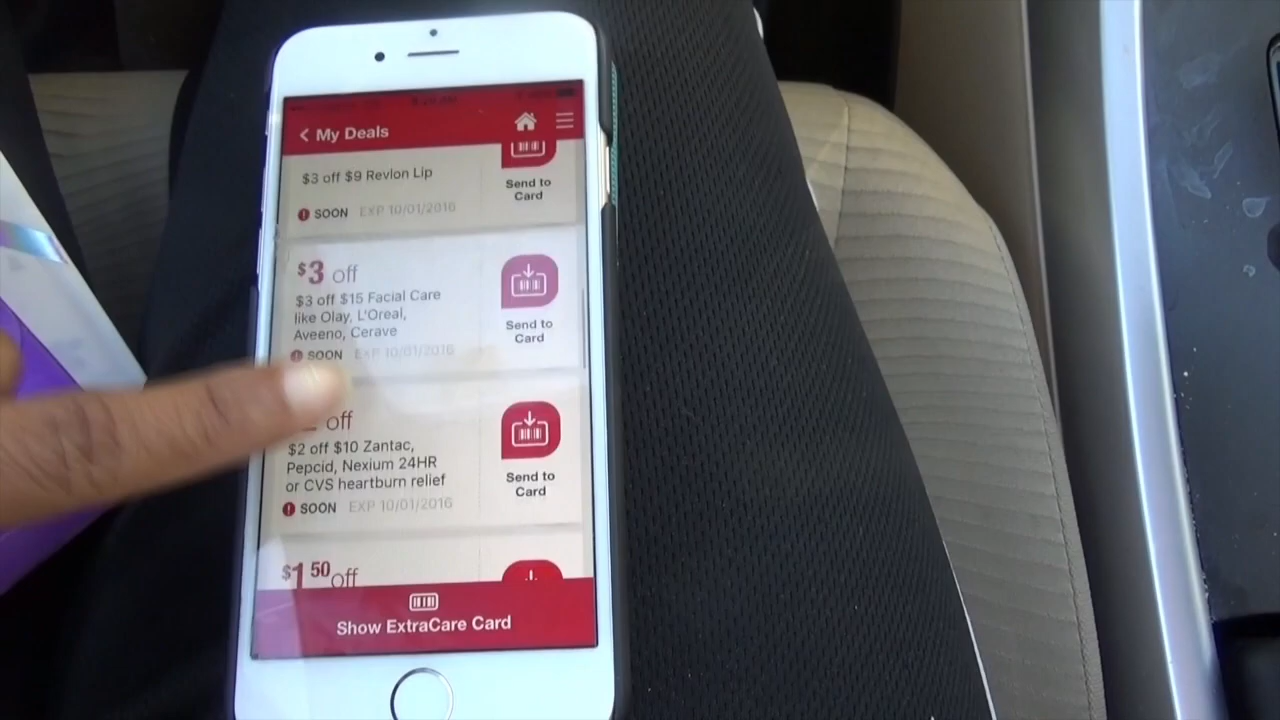 My Deals
$3 off $9 Revlon Lip
SOON EXP 10/01/2016
Send to
Card
$3 off
$3 off $15 Facial Care
like Olay, L'Oreal,
Aveeno, Cerave
SOON EXP 10/01/2016
Send to
Card
off
$2 off $10 Zantac,
Pepcid, Nexium 24HR
or CVS heartburn relief
SOON EXP 10/01/2016
Send to
Card
$1 50 off
Show ExtraCare Card